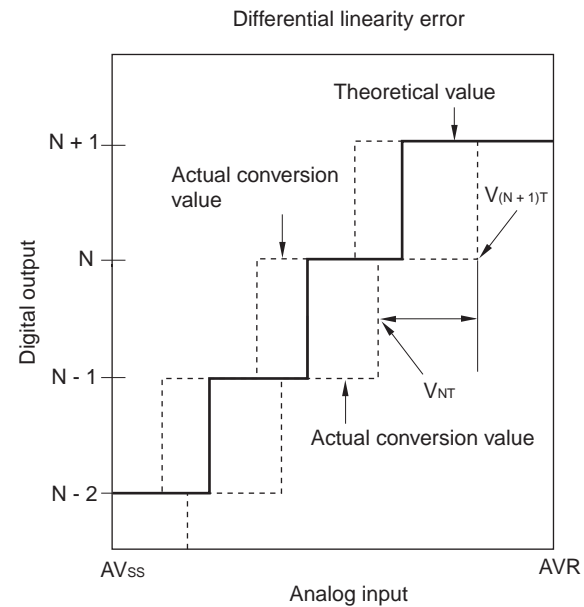 Differential linearity error
Theoretical value
N + 1
Actual conversion
value
V(N + 1)T
N
Digital output
N - 1
VNT
Actual conversion value
N - 2
AVSS
AVR
Analog input